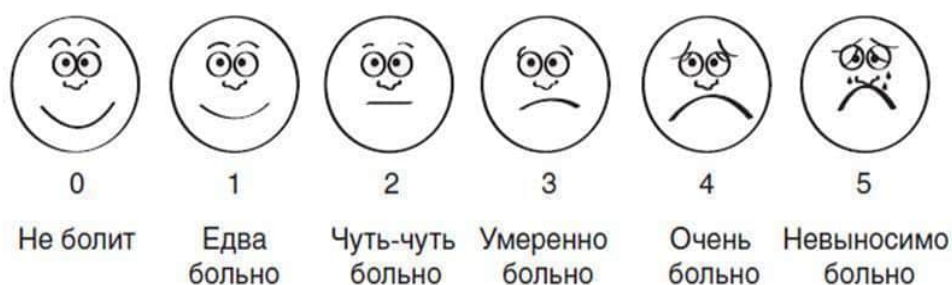 0 1 2 3 4 5
Не болит Едва Чуть-чуть Умеренно Очень Невыносимо
больно больно больно больно больно